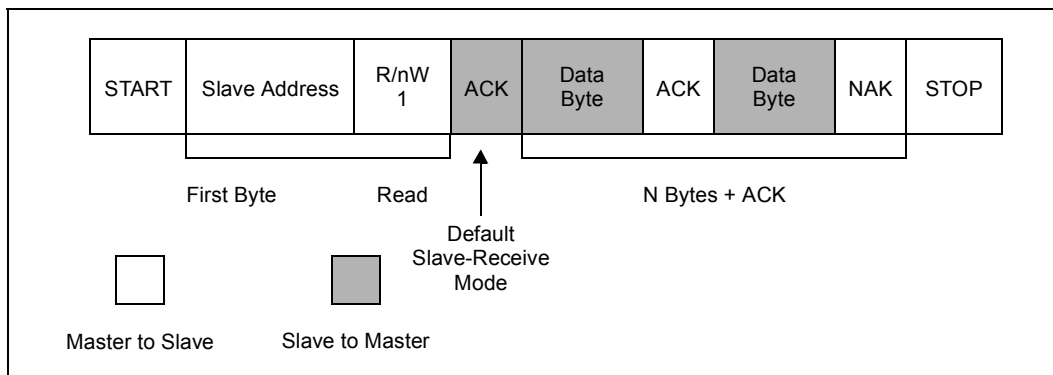 START
Slave Address
R/nW
1
ACK
Data
Byte
ACK
Data
Byte
NAK
STOP
First Byte
Read
N Bytes + ACK
Default
Slave-Receive
Mode
Master to Slave
Slave to Master